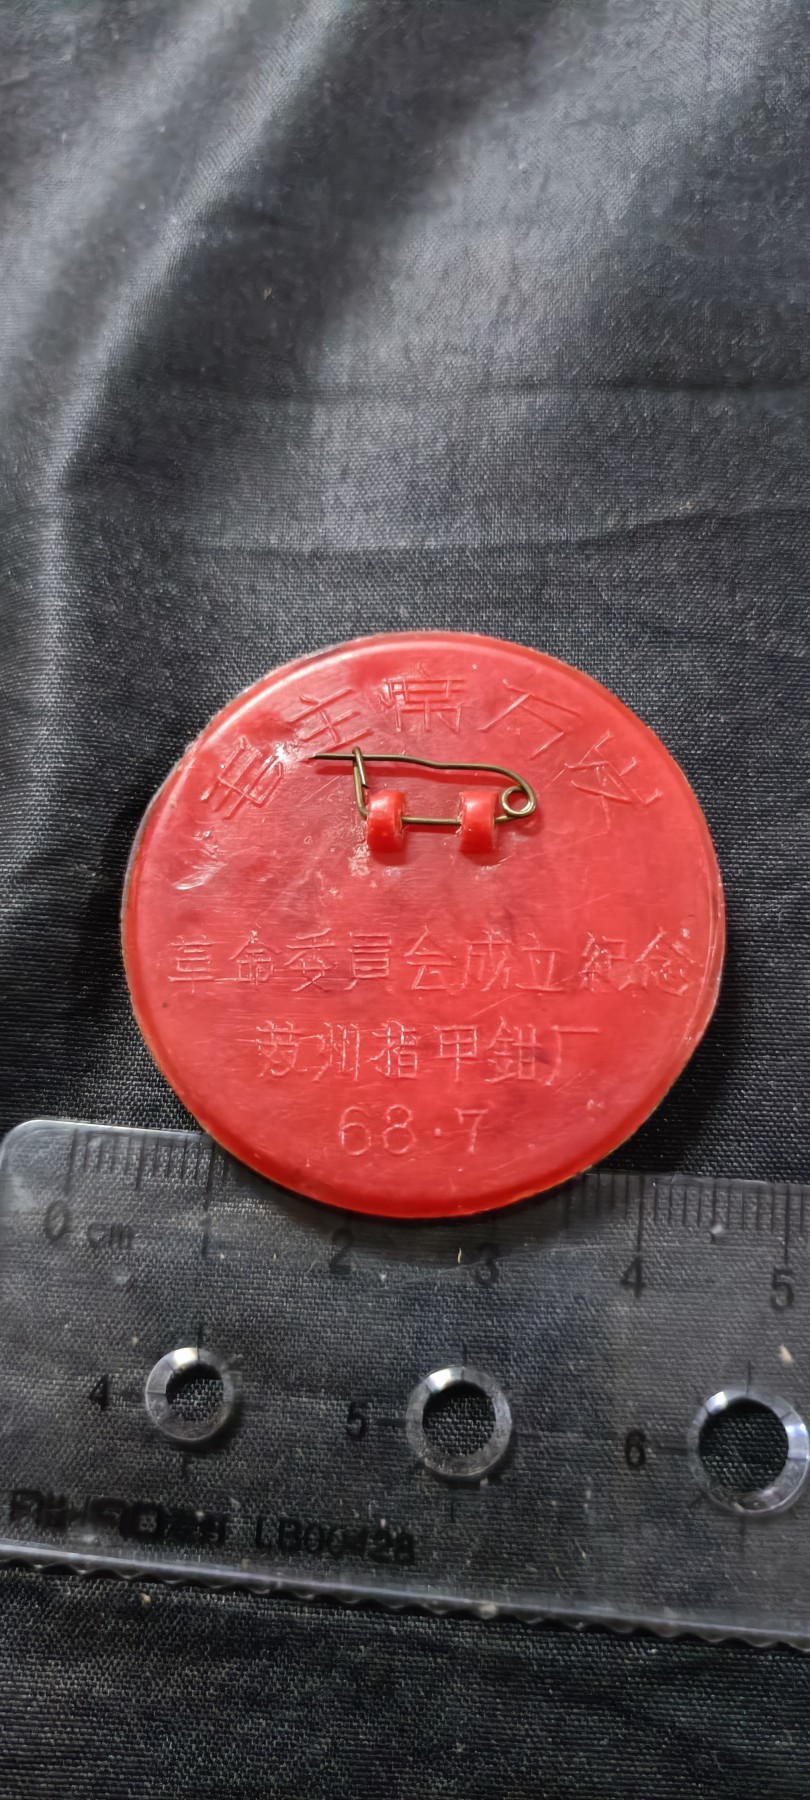 毛主席万岁
革命委員会成立紀念
苏州指甲鉗厂
68·7
0 cm 1 2 3 4 5
4 5 6
LB00428